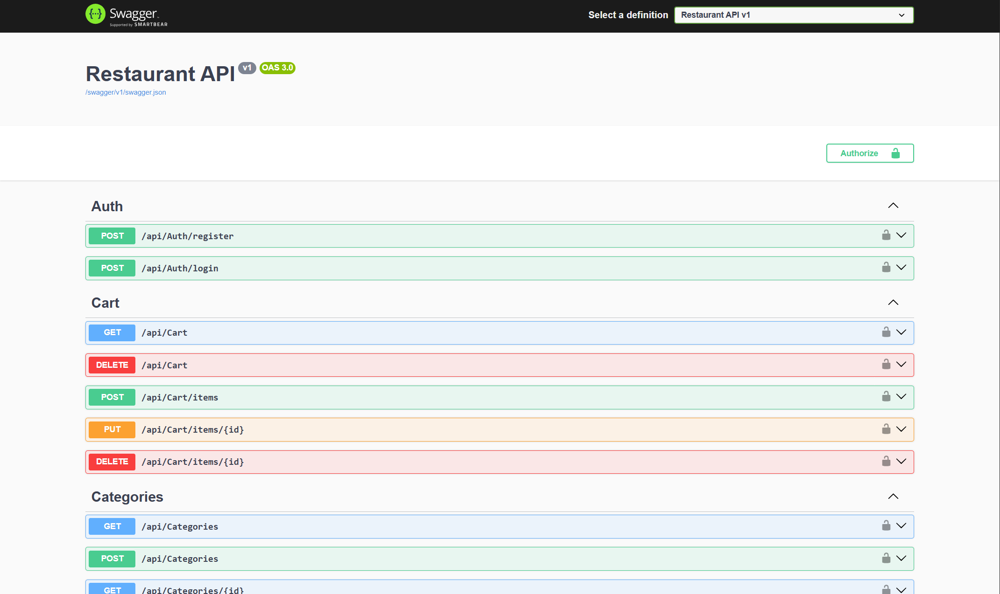 Swagger
Supported by SMARTBEAR
Select a definition
Restaurant API v1
Restaurant API v1 OAS 3.0
/swagger/v1/swagger.json
Authorize
Auth
POST /api/Auth/register
POST /api/Auth/login
Cart
GET /api/Cart
DELETE /api/Cart
POST /api/Cart/items
PUT /api/Cart/items/{id}
DELETE /api/Cart/items/{id}
Categories
GET /api/Categories
POST /api/Categories
GET /api/Categories/{id}